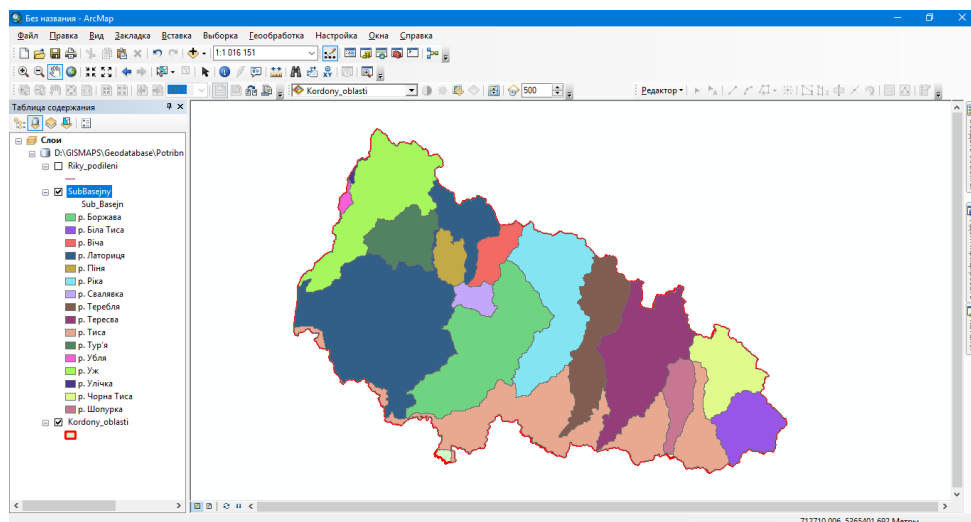 Без названия - ArcMap
Файл Правка Вид Закладка Вставка Выборка Геообработка Настройка Окна Справка
1:1 016 151
Kordony_oblasti 500 Редактор
Таблица содержания
Слои
D:\GISMAPS\Geodatabase\Potribn
Riky_podileni
SubBasejny
Sub_Basejn
р. Боржава
р. Біла Тиса
р. Віча
р. Латориця
р. Піня
р. Ріка
р. Свалявка
р. Теребля
р. Тересва
р. Тиса
р. Тур'я
р. Убля
р. Уж
р. Улічка
р. Чорна Тиса
р. Шопурка
Kordony_oblasti